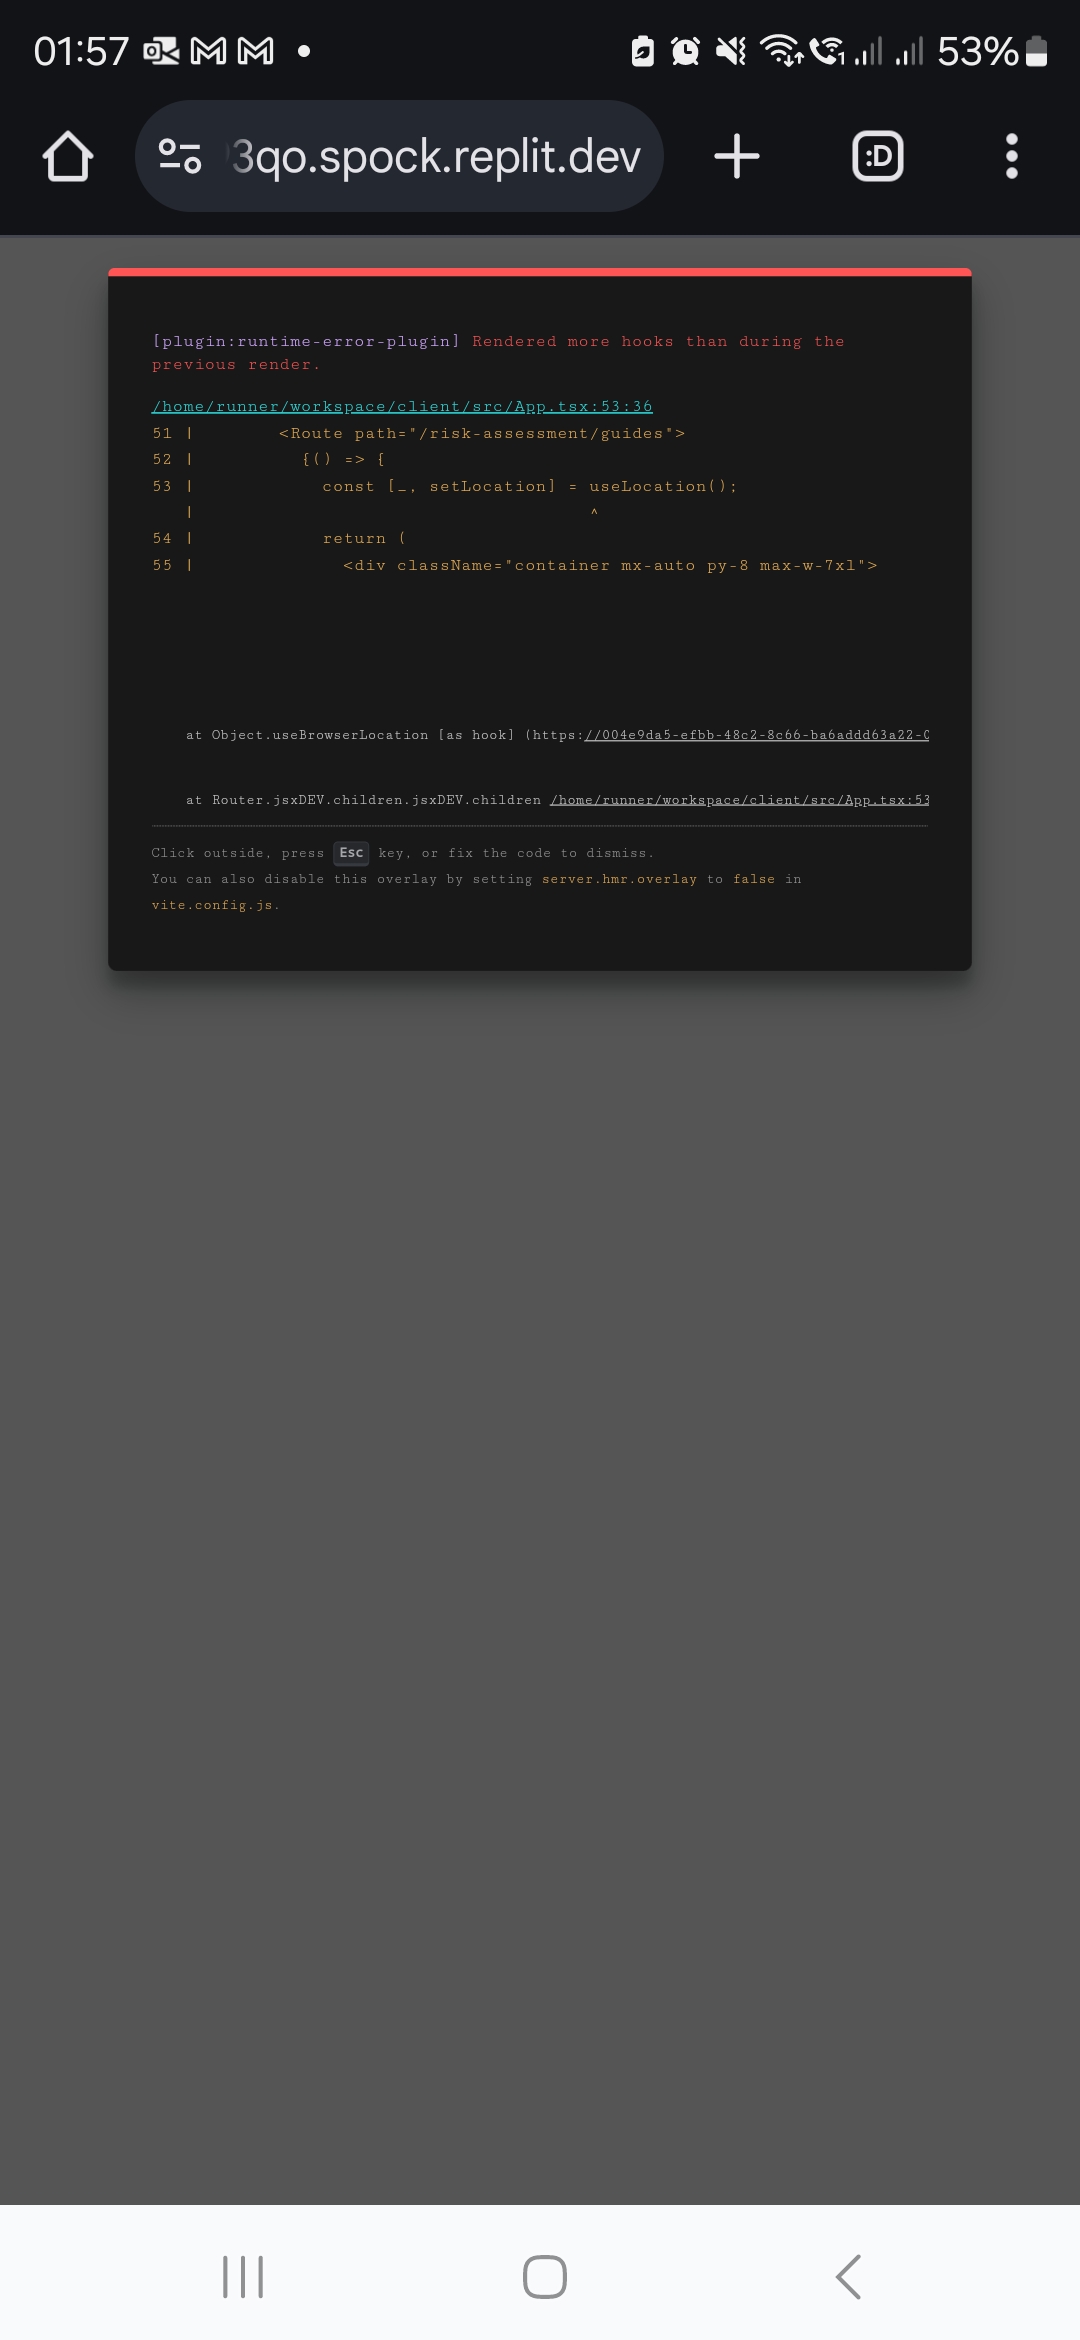 01:57
53%
3qo.spock.replit.dev
:D
[plugin:runtime-error-plugin] Rendered more hooks than during the
previous render.
/home/runner/workspace/client/src/App.tsx:53:36
51 | <Route path="/risk-assessment/guides">
52 | {() => {
53 | const [_, setLocation] = useLocation();
| ^
54 | return (
55 | <div className="container mx-auto py-8 max-w-7xl">
at Object.useBrowserLocation [as hook] (https://004e9da5-efbb-48c2-8c66-ba6addd63a22-0
at Router.jsxDEV.children.jsxDEV.children /home/runner/workspace/client/src/App.tsx:53
Click outside, press Esc key, or fix the code to dismiss.
You can also disable this overlay by setting server.hmr.overlay to false in
vite.config.js.